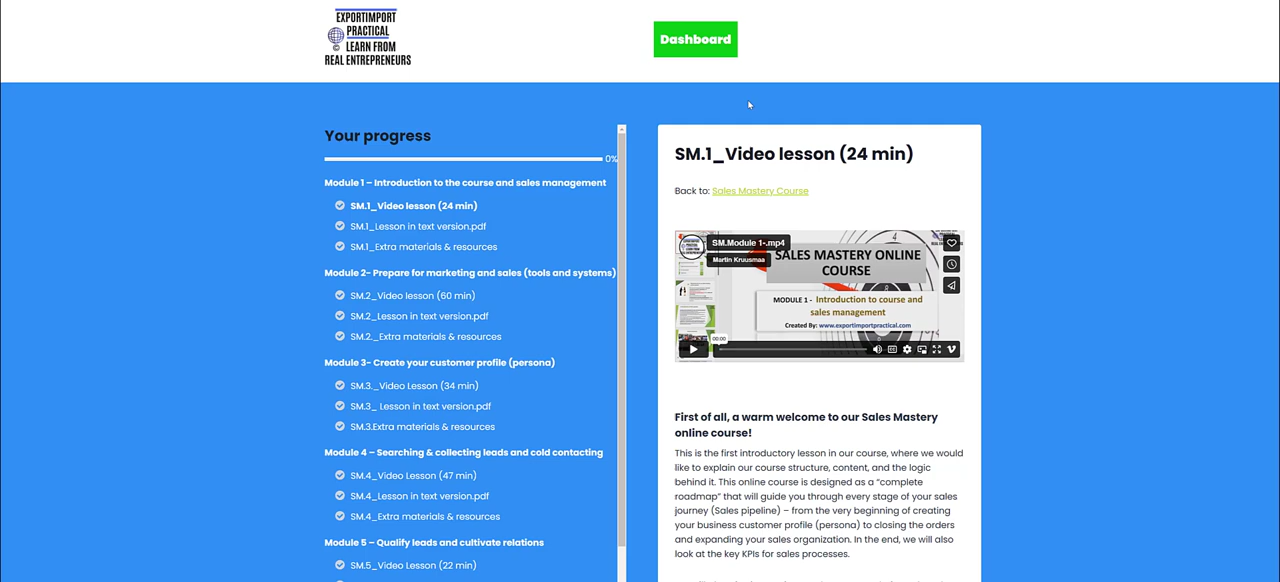 EXPORTIMPORT
PRACTICAL
© LEARN FROM
REAL ENTREPRENEURS
Dashboard
Your progress
0%
Module 1 – Introduction to the course and sales management
SM.1_Video lesson (24 min)
SM.1_Lesson in text version.pdf
SM.1_Extra materials & resources
Module 2- Prepare for marketing and sales (tools and systems)
SM.2_Video lesson (60 min)
SM.2_Lesson in text version.pdf
SM.2._Extra materials & resources
Module 3- Create your customer profile (persona)
SM.3._Video Lesson (34 min)
SM.3_ Lesson in text version.pdf
SM.3.Extra materials & resources
Module 4 – Searching & collecting leads and cold contacting
SM.4_Video Lesson (47 min)
SM.4_Lesson in text version.pdf
SM.4_Extra materials & resources
Module 5 – Qualify leads and cultivate relations
SM.5_Video Lesson (22 min)
SM.1_Video lesson (24 min)
Back to: Sales Mastery Course
SM.Module 1-.mp4
Martin Kruusmaa
SALES MASTERY ONLINE
COURSE
MODULE 1 - Introduction to course and
sales management
Created By: www.exportimportpractical.com
00:00
First of all, a warm welcome to our Sales Mastery
online course!
This is the first introductory lesson in our course, where we would
like to explain our course structure, content, and the logic
behind it. This online course is designed as a “complete
roadmap” that will guide you through every stage of your sales
journey (Sales pipeline) – from the very beginning of creating
your business customer profile (persona) to closing the orders
and expanding your sales organization. In the end, we will also
look at the key KPIs for sales processes.